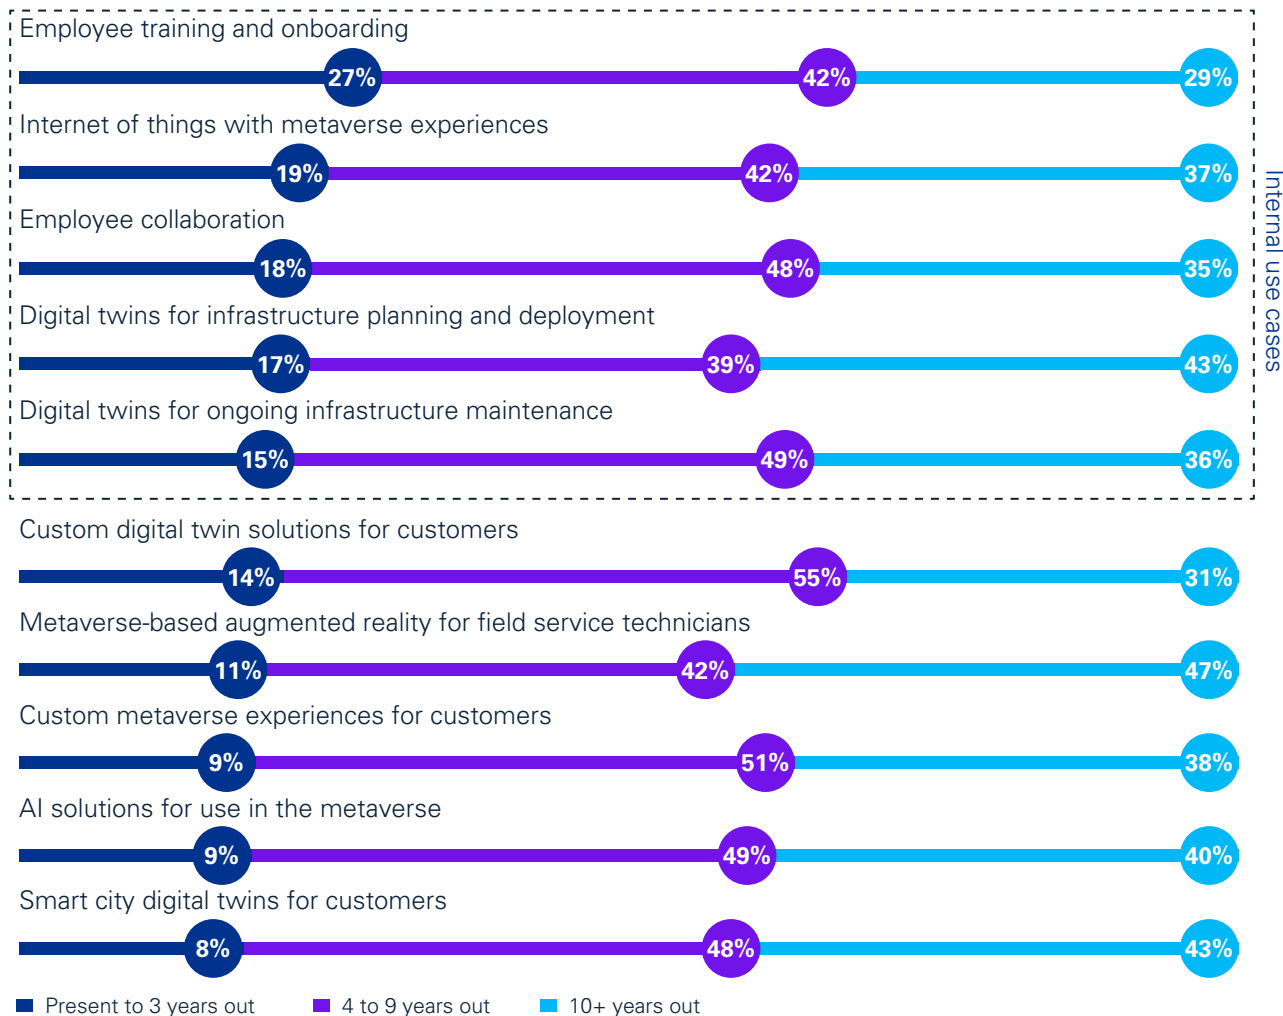 Employee training and onboarding
27% 42% 29%
Internet of things with metaverse experiences
19% 42% 37%
Employee collaboration
18% 48% 35%
Digital twins for infrastructure planning and deployment
17% 39% 43%
Digital twins for ongoing infrastructure maintenance
15% 49% 36%
Internal use cases
Custom digital twin solutions for customers
14% 55% 31%
Metaverse-based augmented reality for field service technicians
11% 42% 47%
Custom metaverse experiences for customers
9% 51% 38%
AI solutions for use in the metaverse
9% 49% 40%
Smart city digital twins for customers
8% 48% 43%
Present to 3 years out 4 to 9 years out 10+ years out